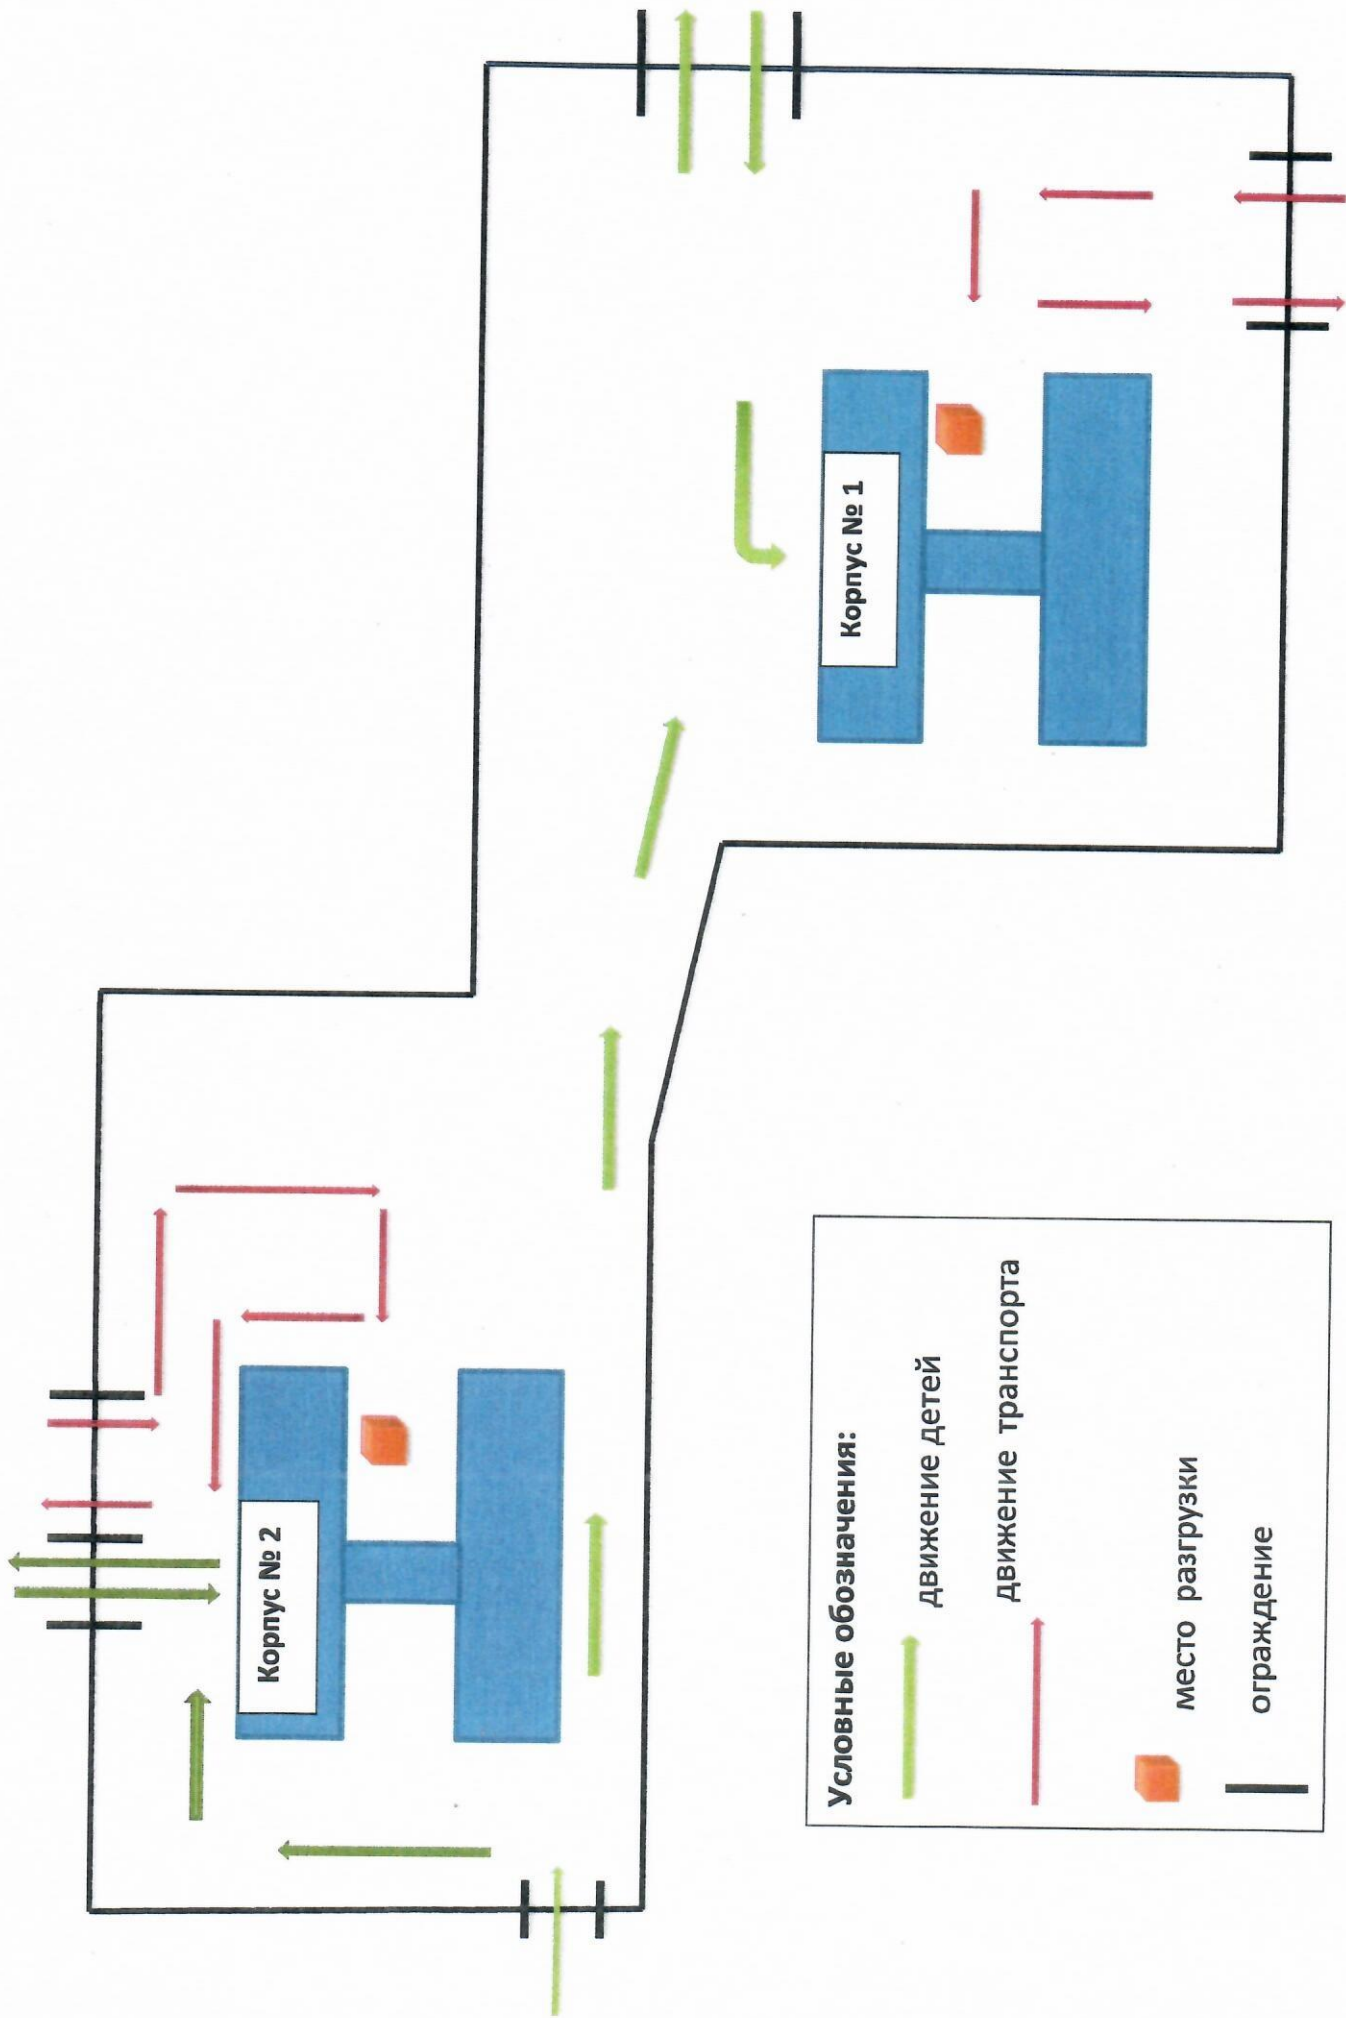 Корпус № 2
Корпус № 1
Условные обозначения:
движение детей
движение транспорта
место разгрузки
ограждение